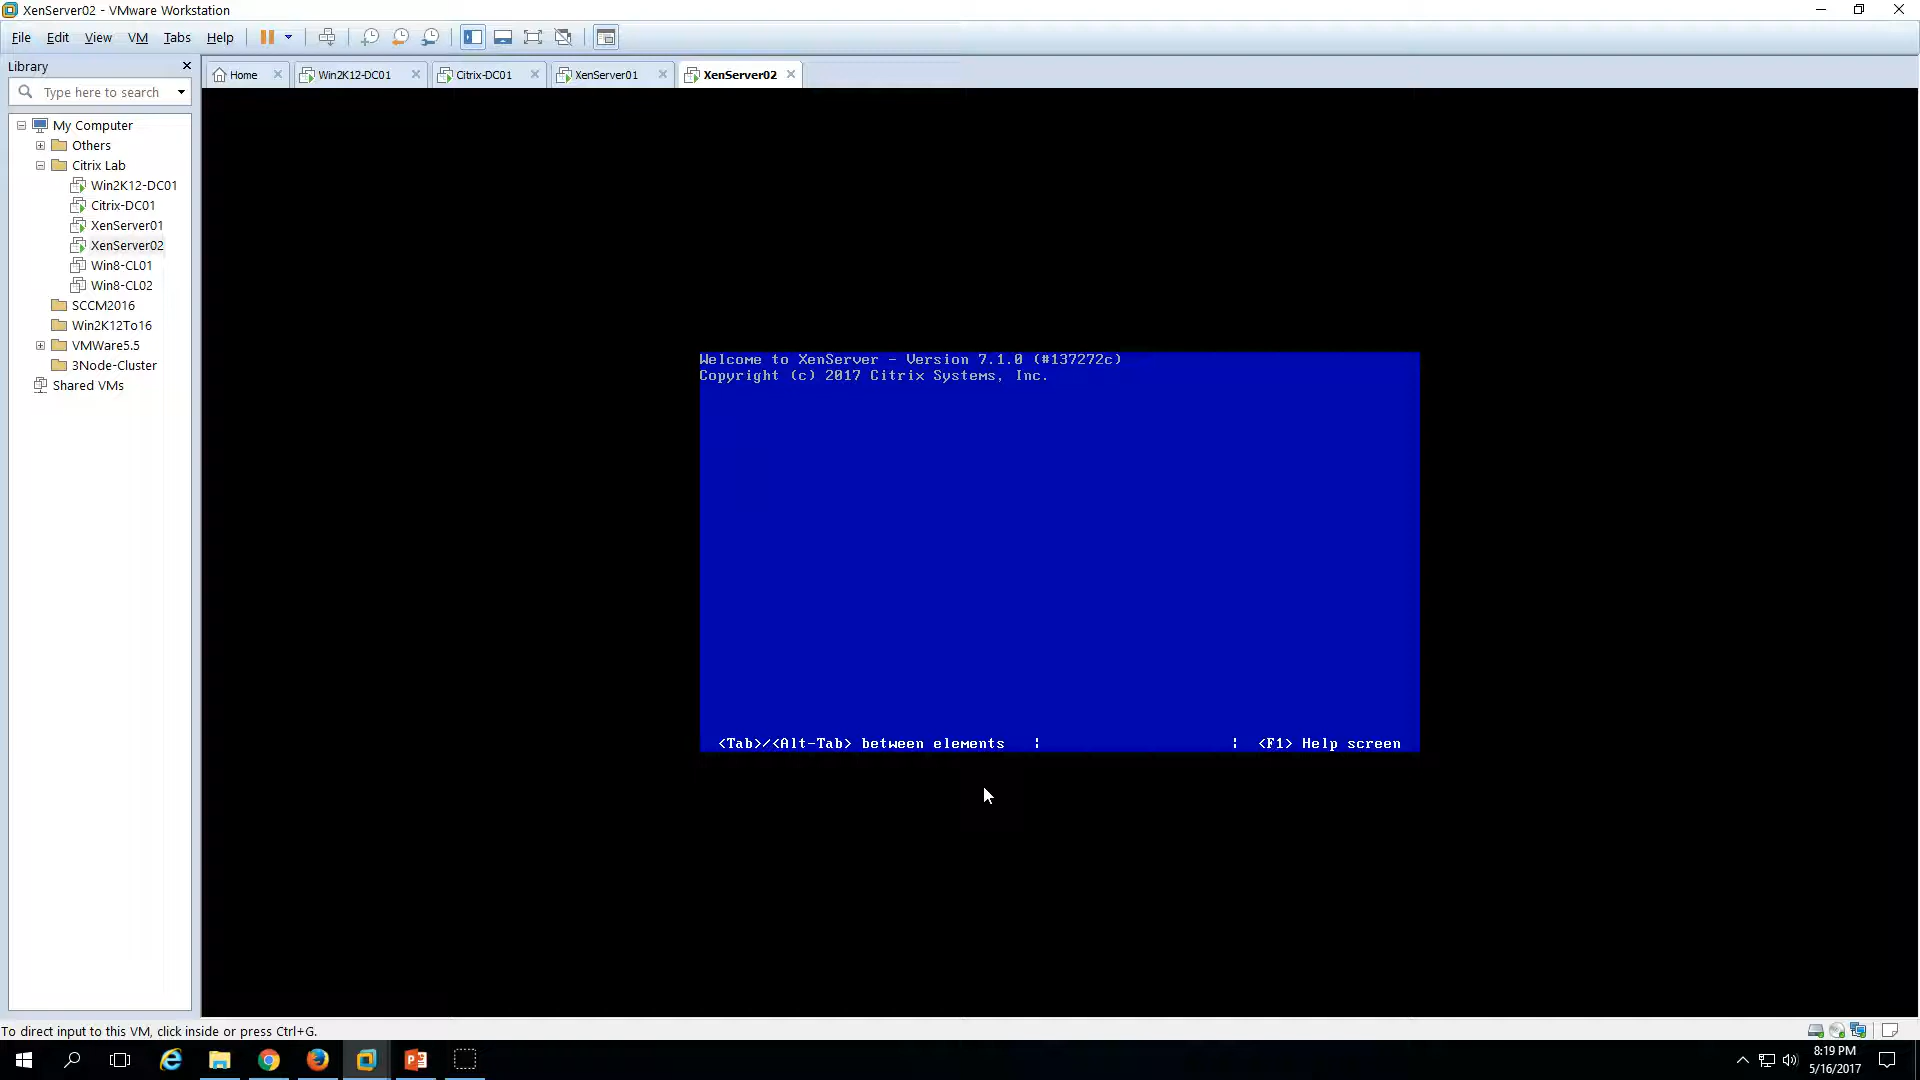 XenServer02 - VMware Workstation
File Edit View VM Tabs Help
Library
Type here to search
Home Win2K12-DC01 Citrix-DC01 XenServer01 XenServer02
My Computer
Others
Citrix Lab
Win2K12-DC01
Citrix-DC01
XenServer01
XenServer02
Win8-CL01
Win8-CL02
SCCM2016
Win2K12To16
VMWare5.5
3Node-Cluster
Shared VMs
Welcome to XenServer - Version 7.1.0 (#137272c)
Copyright (c) 2017 Citrix Systems, Inc.
<Tab>/<Alt-Tab> between elements ¦ ¦ <F1> Help screen
To direct input to this VM, click inside or press Ctrl+G.
8:19 PM
5/16/2017